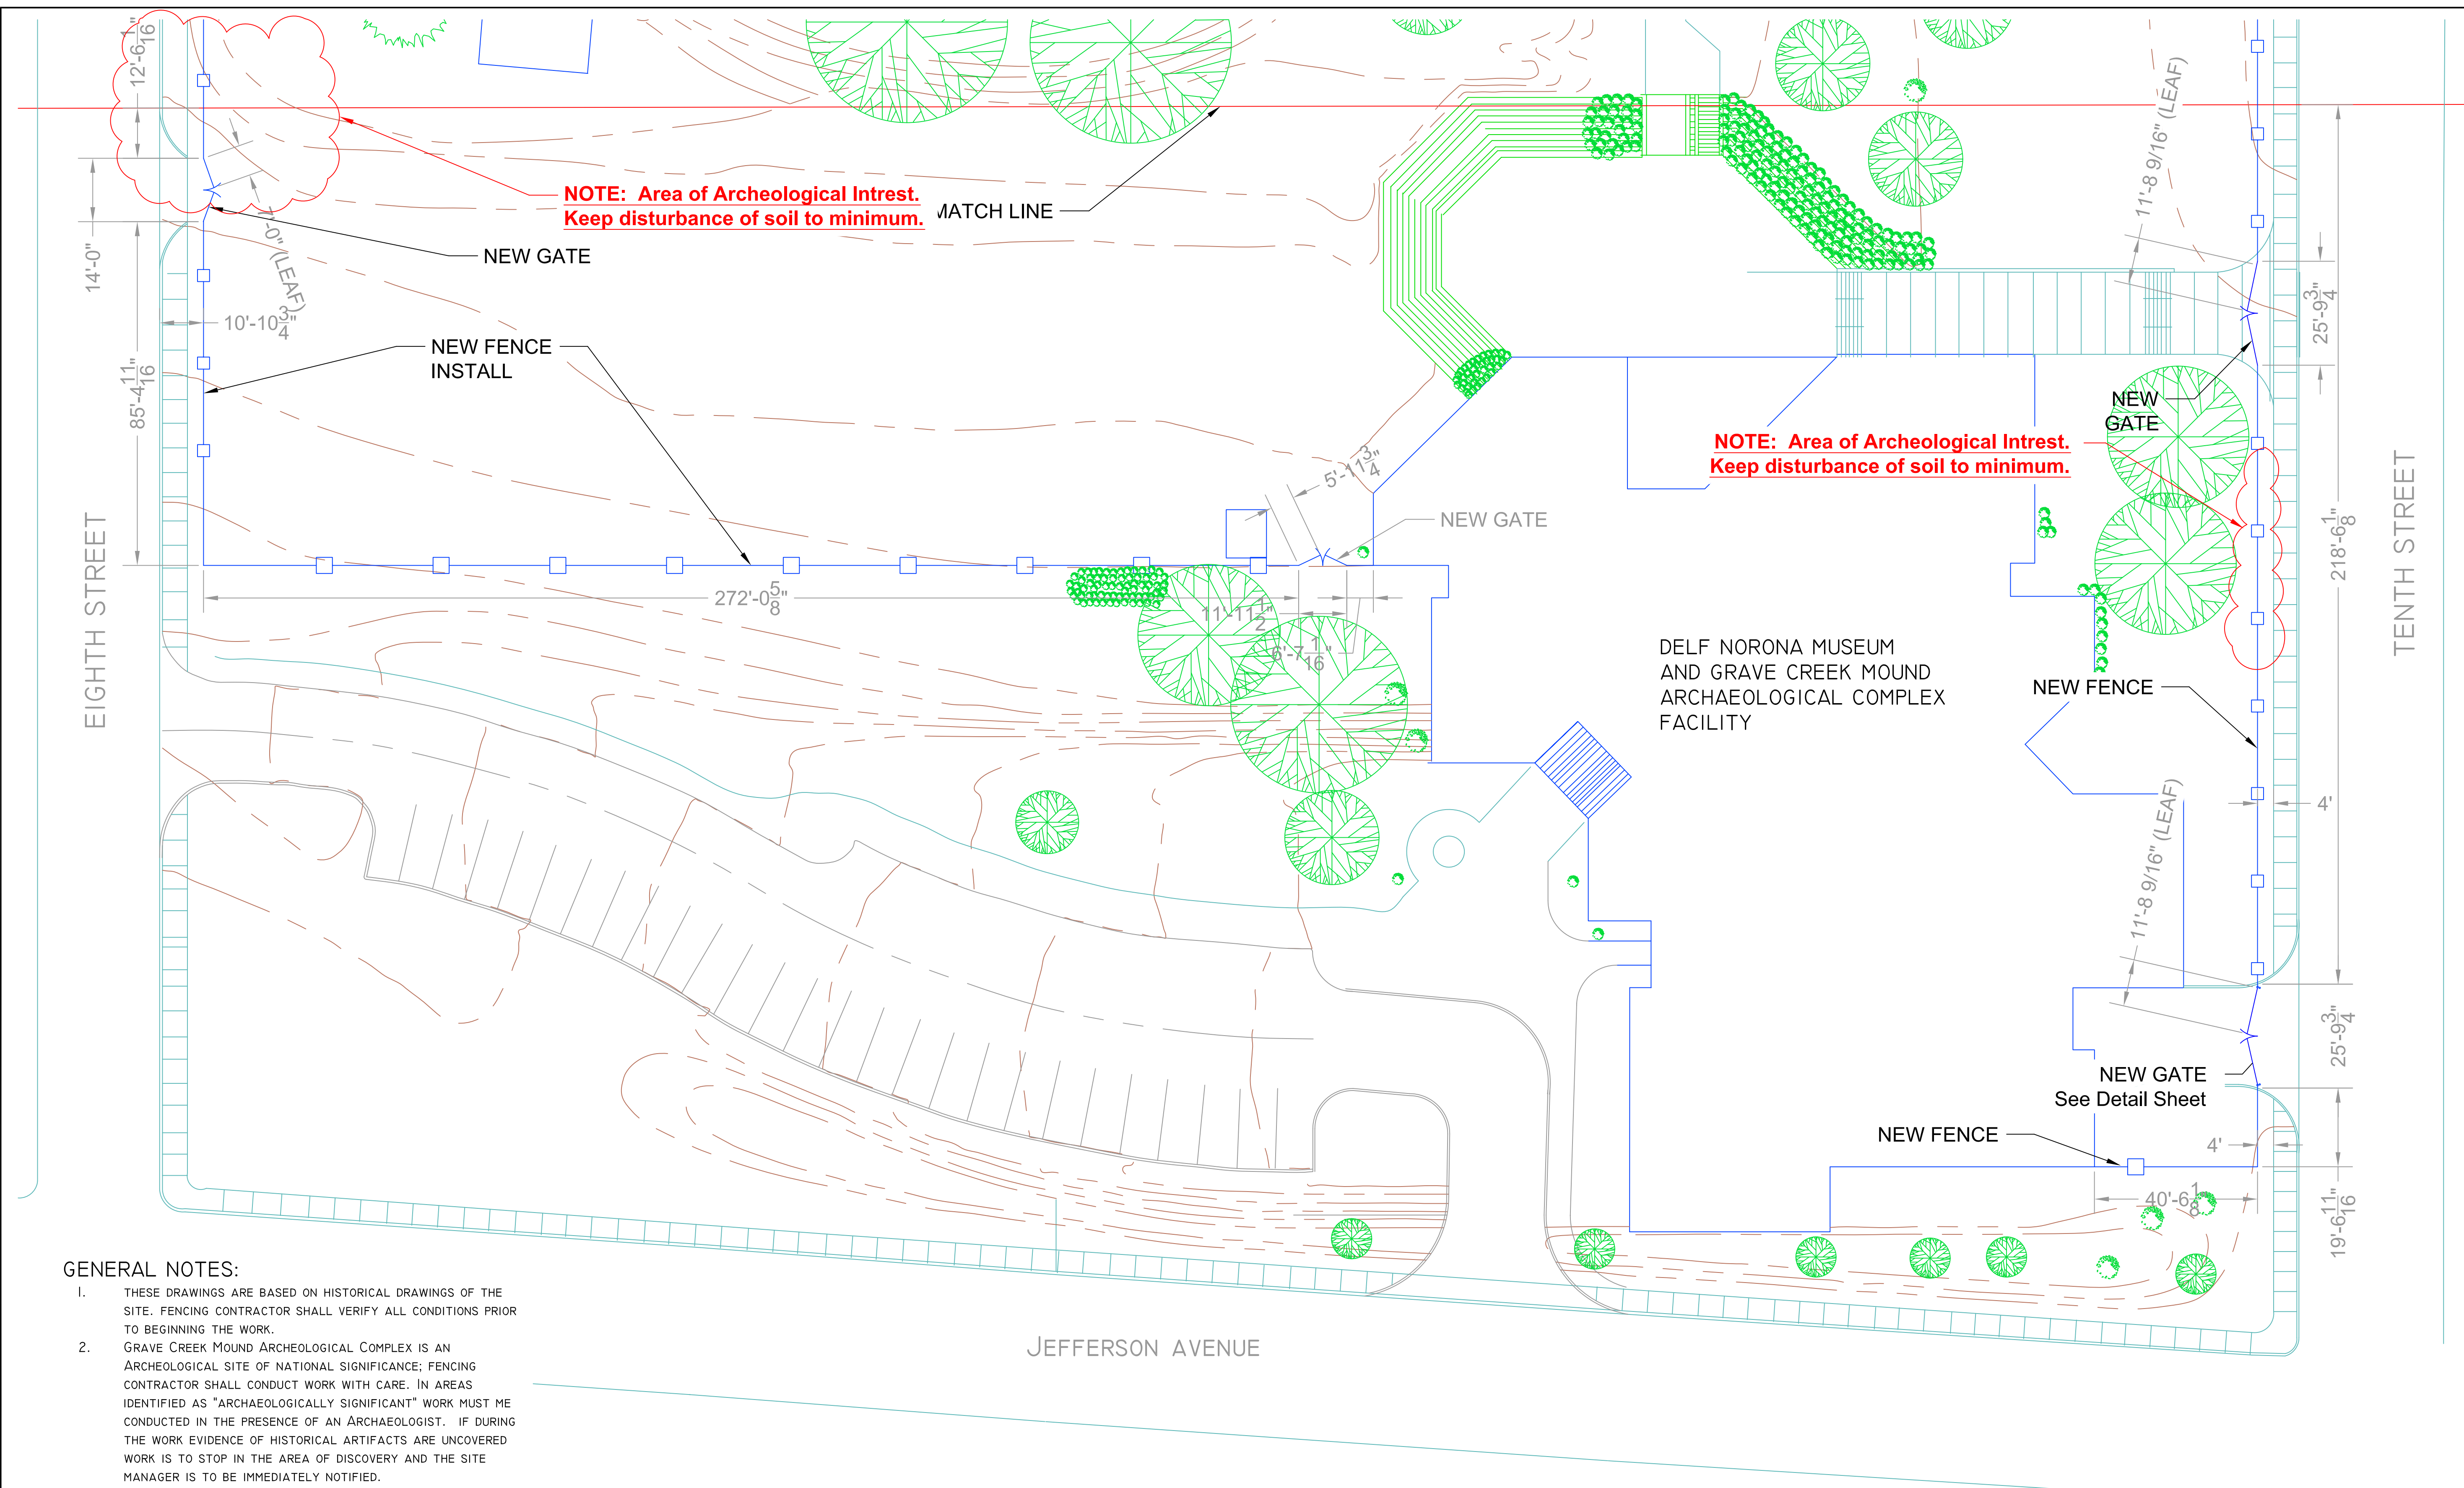 12'-6 1/16"
NOTE:  Area of Archeological Intrest.
Keep disturbance of soil to minimum.
MATCH LINE
11'-8 9/16" (LEAF)
NEW GATE
14'-0"
7'-0" (LEAF)
10'-10 3/4"
85'-4 11/16"
NEW FENCE
INSTALL
25'-9 3/4"
NEW
GATE
NOTE:  Area of Archeological Intrest.
Keep disturbance of soil to minimum.
5'-11 3/4"
NEW GATE
EIGHTH STREET
TENTH STREET
218'-6 1/8"
272'-0 5/8"
11'-11 1/2"
6'-7 1/16"
DELF NORONA MUSEUM
AND GRAVE CREEK MOUND
ARCHAEOLOGICAL COMPLEX
FACILITY
NEW FENCE
4'
11'-8 9/16" (LEAF)
25'-9 3/4"
NEW GATE
See Detail Sheet
NEW FENCE
4'
40'-6 1/8"
19'-6 11/16"
JEFFERSON AVENUE
GENERAL NOTES:
1. THESE DRAWINGS ARE BASED ON HISTORICAL DRAWINGS OF THE
SITE. FENCING CONTRACTOR SHALL VERIFY ALL CONDITIONS PRIOR
TO BEGINNING THE WORK.
2. GRAVE CREEK MOUND ARCHEOLOGICAL COMPLEX IS AN
ARCHEOLOGICAL SITE OF NATIONAL SIGNIFICANCE; FENCING
CONTRACTOR SHALL CONDUCT WORK WITH CARE. IN AREAS
IDENTIFIED AS "ARCHAEOLOGICALLY SIGNIFICANT" WORK MUST ME
CONDUCTED IN THE PRESENCE OF AN ARCHAEOLOGIST.  IF DURING
THE WORK EVIDENCE OF HISTORICAL ARTIFACTS ARE UNCOVERED
WORK IS TO STOP IN THE AREA OF DISCOVERY AND THE SITE
MANAGER IS TO BE IMMEDIATELY NOTIFIED.